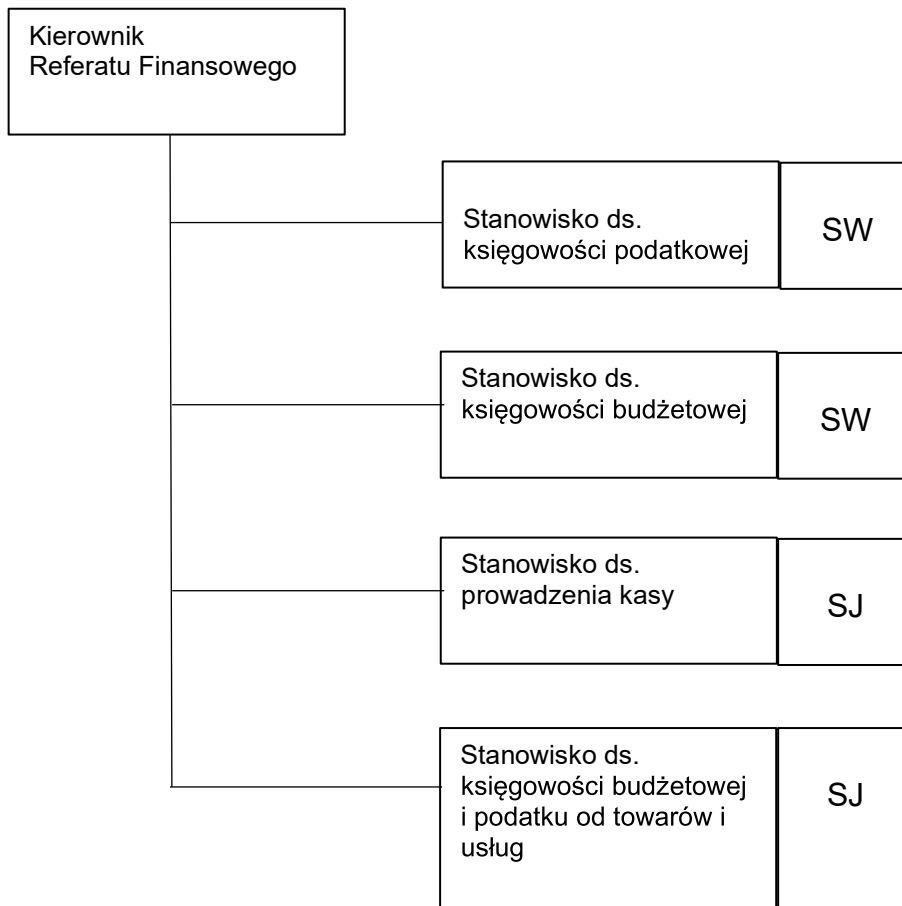 Kierownik
Referatu Finansowego
Stanowisko ds.
księgowości podatkowej
SW
Stanowisko ds.
księgowości budżetowej
SW
Stanowisko ds.
prowadzenia kasy
SJ
Stanowisko ds.
księgowości budżetowej
i podatku od towarów i
usług
SJ